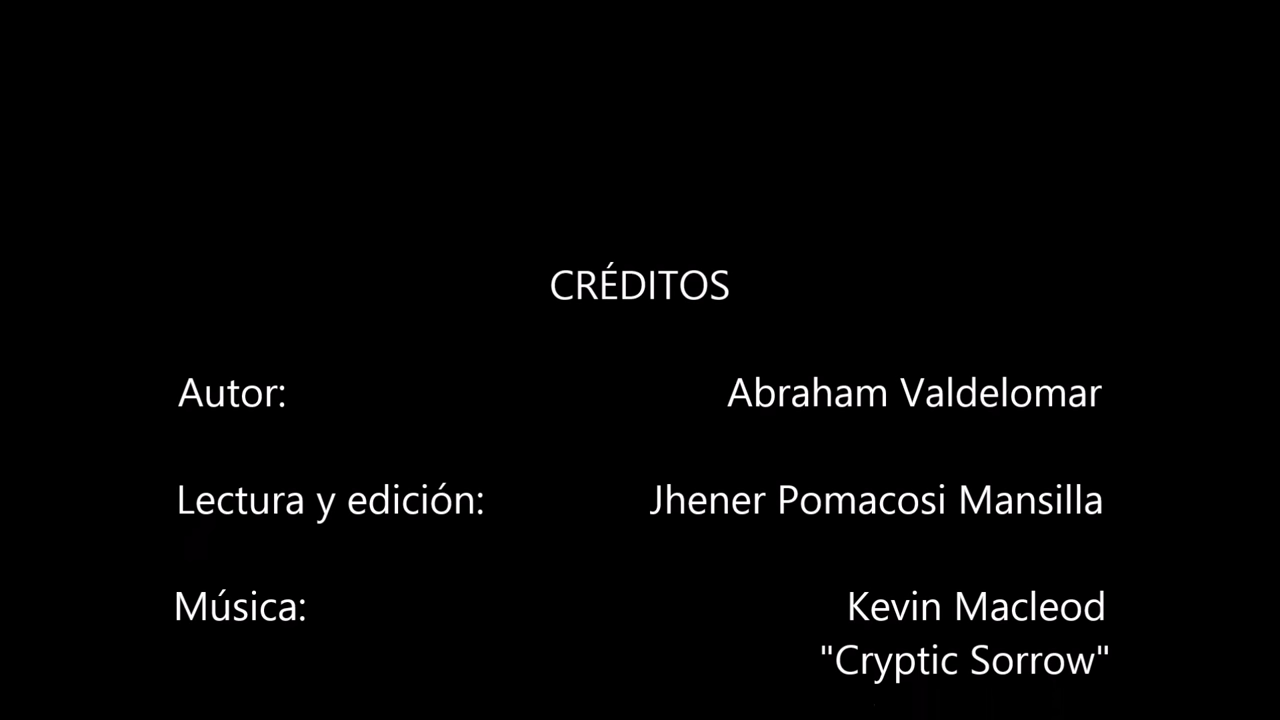 CRÉDITOS
Autor: Abraham Valdelomar
Lectura y edición: Jhener Pomacosi Mansilla
Música: Kevin Macleod
"Cryptic Sorrow"